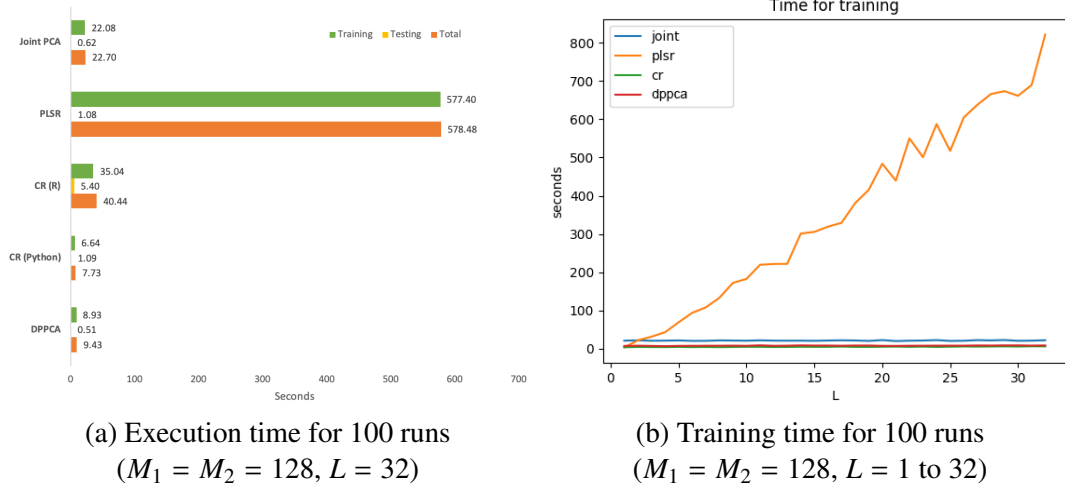 Joint PCA
22.08
0.62
22.70
Training Testing Total
PLSR
577.40
1.08
578.48
CR (R)
35.04
5.40
40.44
CR (Python)
6.64
1.09
7.73
DPPCA
8.93
0.51
9.43
0 100 200 300 400 500 600 700
Seconds
(a) Execution time for 100 runs
(M₁ = M₂ = 128, L = 32)
Time for training
joint
plsr
cr
dppca
800
700
600
500
400
300
200
100
0
seconds
0 5 10 15 20 25 30
L
(b) Training time for 100 runs
(M₁ = M₂ = 128, L = 1 to 32)